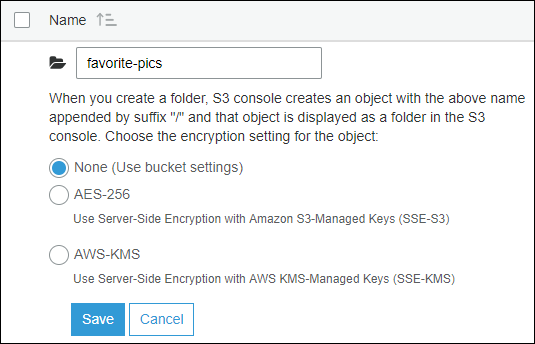 Name
favorite-pics
When you create a folder, S3 console creates an object with the above name
appended by suffix "/" and that object is displayed as a folder in the S3
console. Choose the encryption setting for the object:
None (Use bucket settings)
AES-256
Use Server-Side Encryption with Amazon S3-Managed Keys (SSE-S3)
AWS-KMS
Use Server-Side Encryption with AWS KMS-Managed Keys (SSE-KMS)
Save Cancel